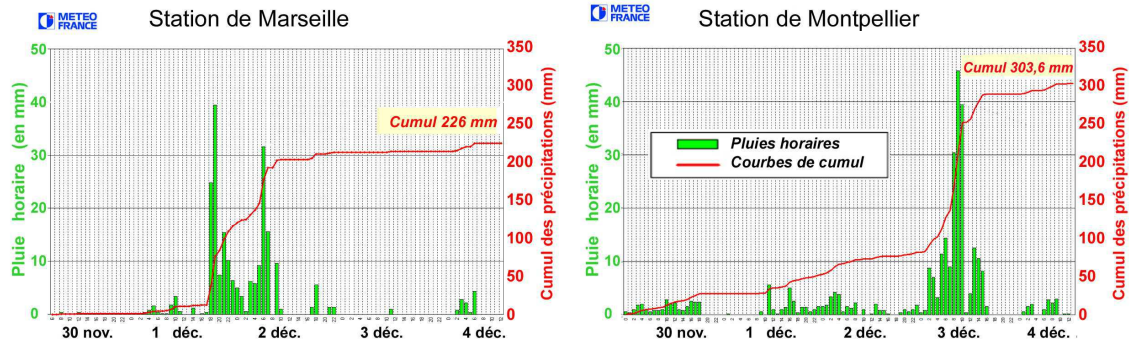 METEO
FRANCE
Station de Marseille
Pluie horaire (en mm)
50
40
30
20
10
0
Cumul 226 mm
350
300
250
200
150
100
50
0
Cumul des précipitations (mm)
30 nov.
1 déc.
2 déc.
3 déc.
4 déc.
METEO
FRANCE
Station de Montpellier
Pluie horaire (en mm)
50
40
30
20
10
0
Cumul 303,6 mm
Pluies horaires
Courbes de cumul
350
300
250
200
150
100
50
0
Cumul des précipitations (mm)
30 nov.
1 déc.
2 déc.
3 déc.
4 déc.